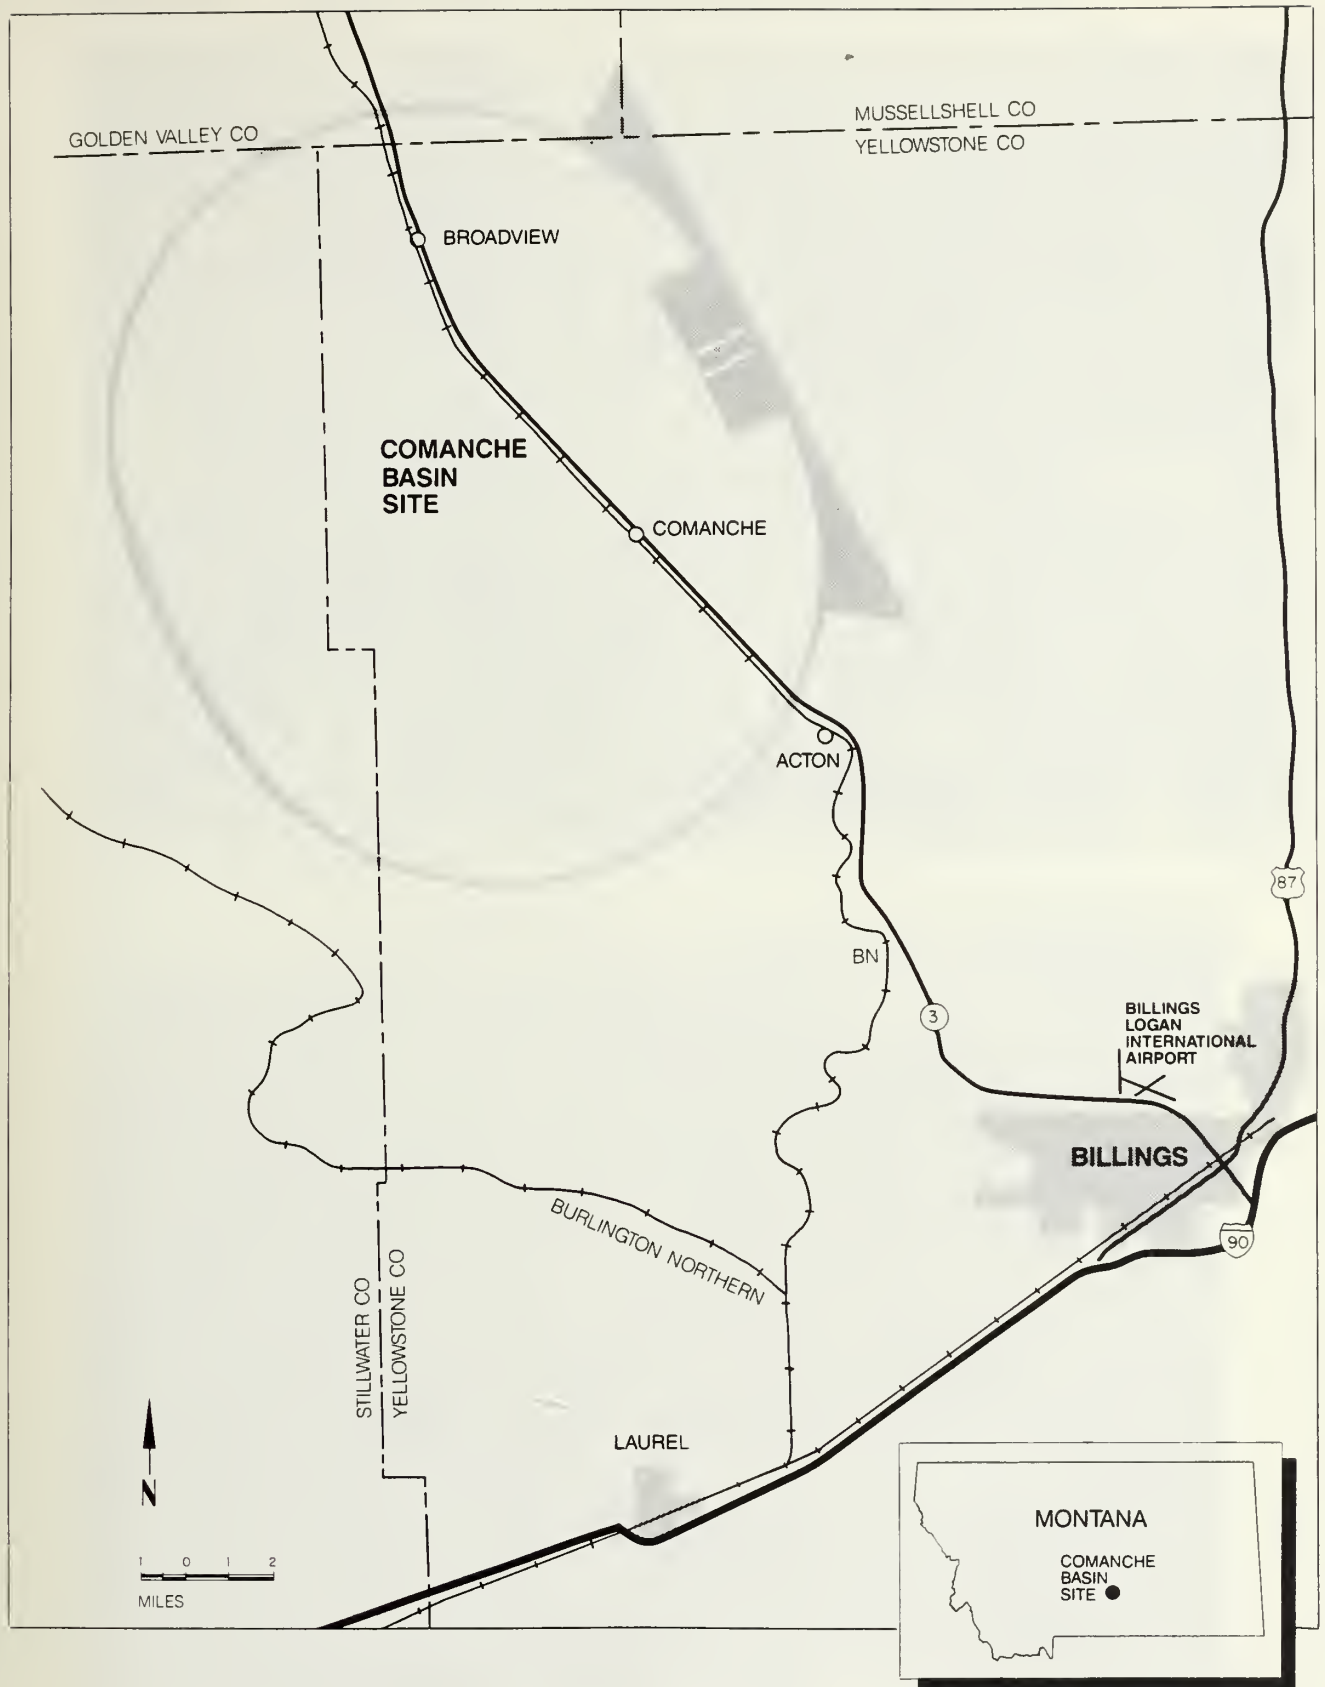 MUSSELLSHELL CO
GOLDEN VALLEY CO
YELLOWSTONE CO
BROADVIEW
COMANCHE
BASIN
SITE
COMANCHE
ACTON
87
BN
3
BILLINGS
LOGAN
INTERNATIONAL
AIRPORT
BILLINGS
BURLINGTON NORTHERN
90
STILLWATER CO
YELLOWSTONE CO
LAUREL
N
1 0 1 2
MILES
MONTANA
COMANCHE
BASIN
SITE